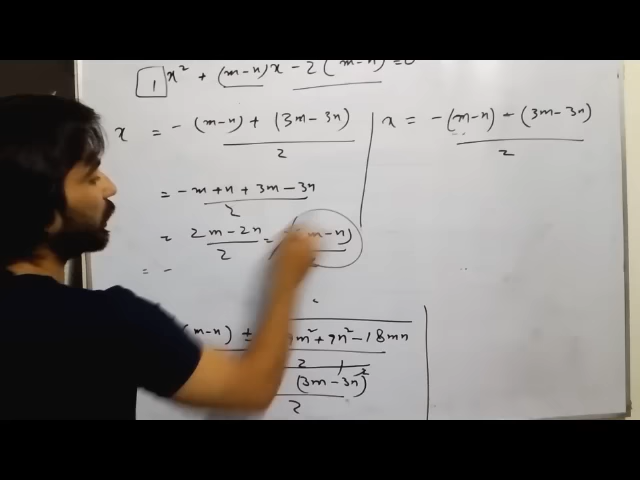 1 x² + (m-n)x - 2(m-n) = 0
x = -(m-n) + (3m-3n) / 2
x = -(m-n) - (3m-3n) / 2
= -m+n+3m-3n / 2
= 2m-2n / 2 = m-n)
= -
(m-n) ± 9m²+9n²-18mn
2
(3m-3n)²
2